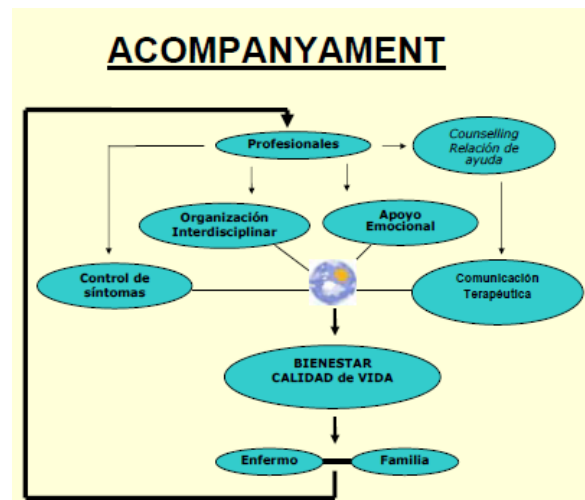 ACOMPANYAMENT
Profesionales
Counselling
Relación de
ayuda
Organización
Interdisciplinar
Apoyo
Emocional
Control de
síntomas
Comunicación
Terapéutica
BIENESTAR
CALIDAD de VIDA
Enfermo
Familia